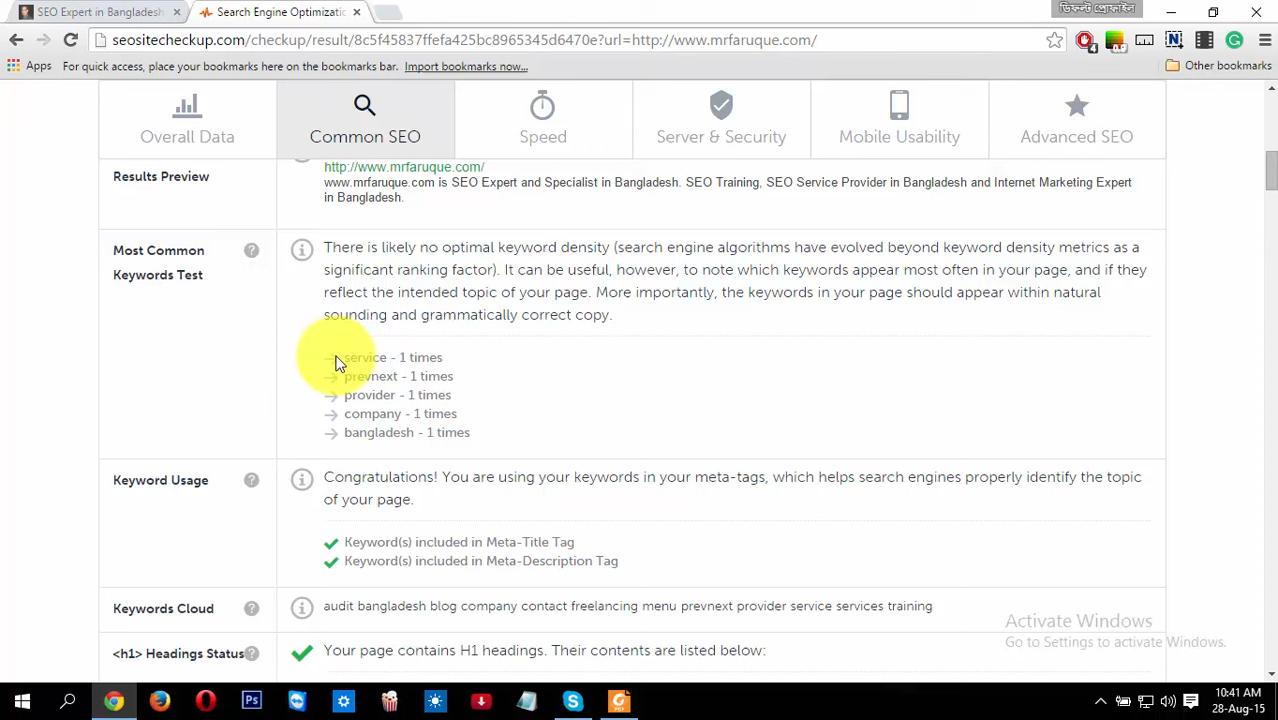 SEO Expert in Bangladesh
Search Engine Optimizatic
ডিফল্ট প্রোফাইল
seositecheckup.com/checkup/result/8c5f45837ffefa425bc8965345d6470e?url=http://www.mrfaruque.com/
4
Apps For quick access, place your bookmarks here on the bookmarks bar. Import bookmarks now...
Other bookmarks
Overall Data
Common SEO
Speed
Server & Security
Mobile Usability
Advanced SEO
Results Preview
http://www.mrfaruque.com/
www.mrfaruque.com is SEO Expert and Specialist in Bangladesh. SEO Training, SEO Service Provider in Bangladesh and Internet Marketing Expert
in Bangladesh.
Most Common
Keywords Test
There is likely no optimal keyword density (search engine algorithms have evolved beyond keyword density metrics as a
significant ranking factor). It can be useful, however, to note which keywords appear most often in your page, and if they
reflect the intended topic of your page. More importantly, the keywords in your page should appear within natural
sounding and grammatically correct copy.
service - 1 times
prevnext - 1 times
provider - 1 times
company - 1 times
bangladesh - 1 times
Keyword Usage
Congratulations! You are using your keywords in your meta-tags, which helps search engines properly identify the topic
of your page.
Keyword(s) included in Meta-Title Tag
Keyword(s) included in Meta-Description Tag
Keywords Cloud
audit bangladesh blog company contact freelancing menu prevnext provider service services training
<h1> Headings Status
Your page contains H1 headings. Their contents are listed below:
Activate Windows
Go to Settings to activate Windows.
Ps
10:41 AM
28-Aug-15